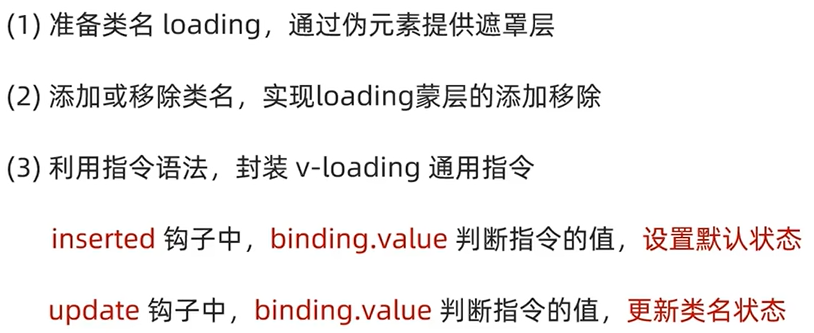 (1) 准备类名 loading，通过伪元素提供遮罩层
(2) 添加或移除类名，实现loading蒙层的添加移除
(3) 利用指令语法，封装 v-loading 通用指令
inserted 钩子中，binding.value 判断指令的值，设置默认状态
update 钩子中，binding.value 判断指令的值，更新类名状态